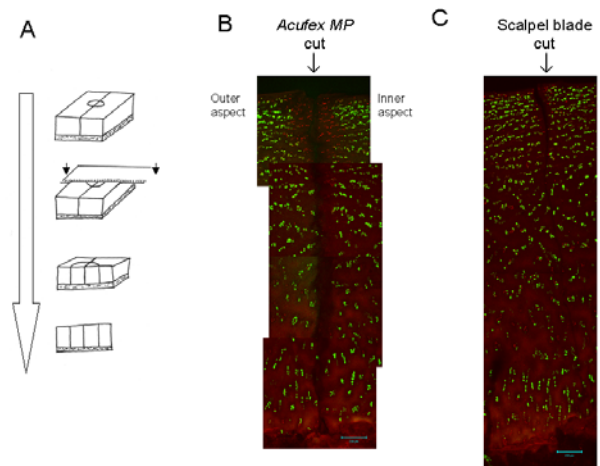 A
B
Acufex MP
cut
Outer
aspect
Inner
aspect
C
Scalpel blade
cut